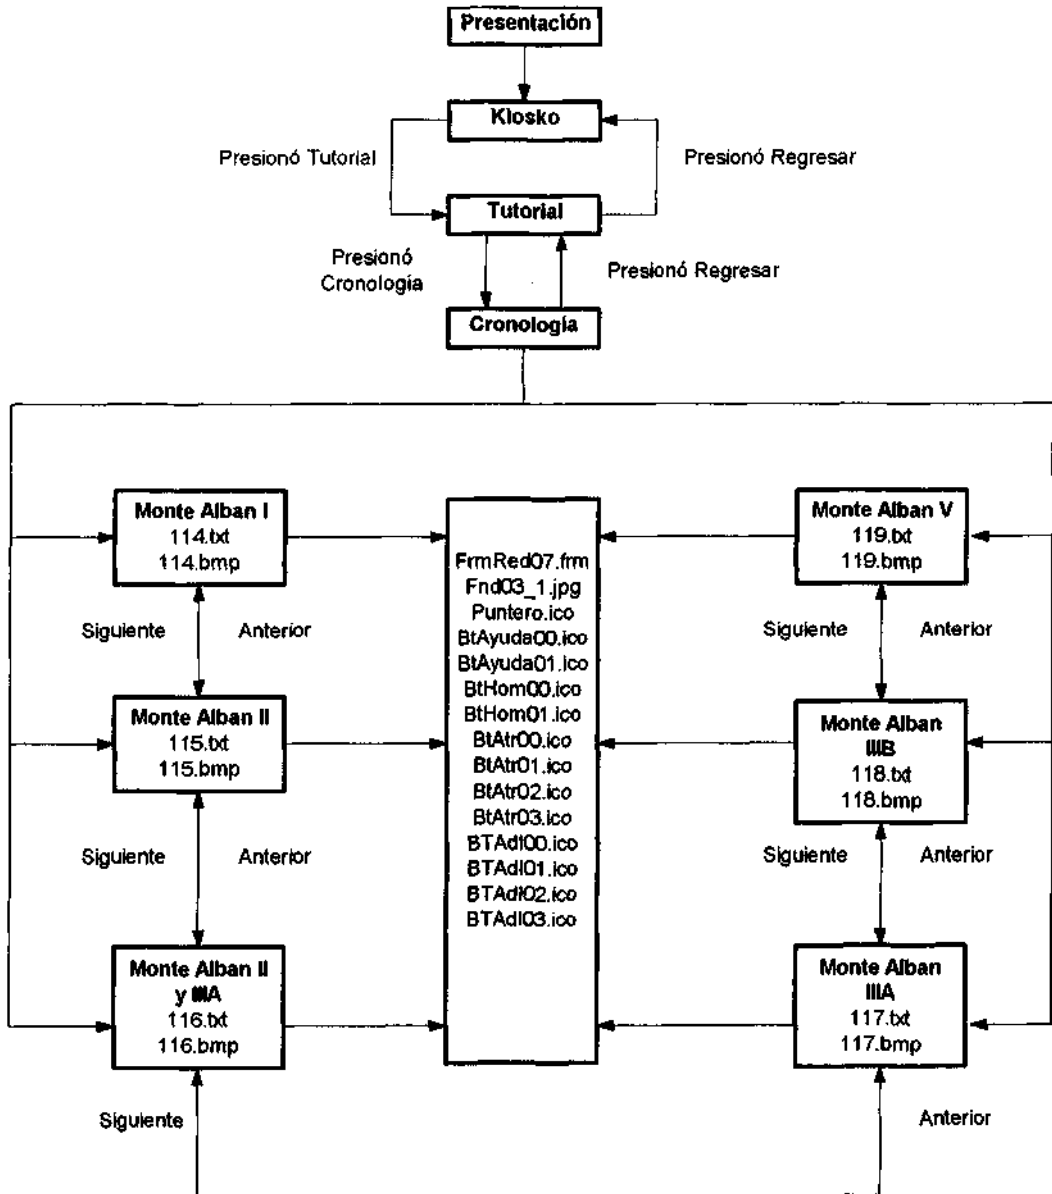 Presentación
Kiosko
Presionó Tutorial
Presionó Regresar
Tutorial
Presionó
Cronología
Presionó Regresar
Cronología
Monte Alban I
114.txt
114.bmp
Siguiente
Anterior
Monte Alban II
115.txt
115.bmp
Siguiente
Anterior
Monte Alban II
y IIIA
116.txt
116.bmp
Siguiente
FrmRed07.frm
Fnd03_1.jpg
Puntero.ico
BtAyuda00.ico
BtAyuda01.ico
BtHom00.ico
BtHom01.ico
BtAtr00.ico
BtAtr01.ico
BtAtr02.ico
BtAtr03.ico
BTAdl00.ico
BTAdl01.ico
BTAdl02.ico
BTAdl03.ico
Monte Alban V
119.txt
119.bmp
Siguiente
Anterior
Monte Alban
IIIB
118.txt
118.bmp
Siguiente
Anterior
Monte Alban
IIIA
117.txt
117.bmp
Anterior